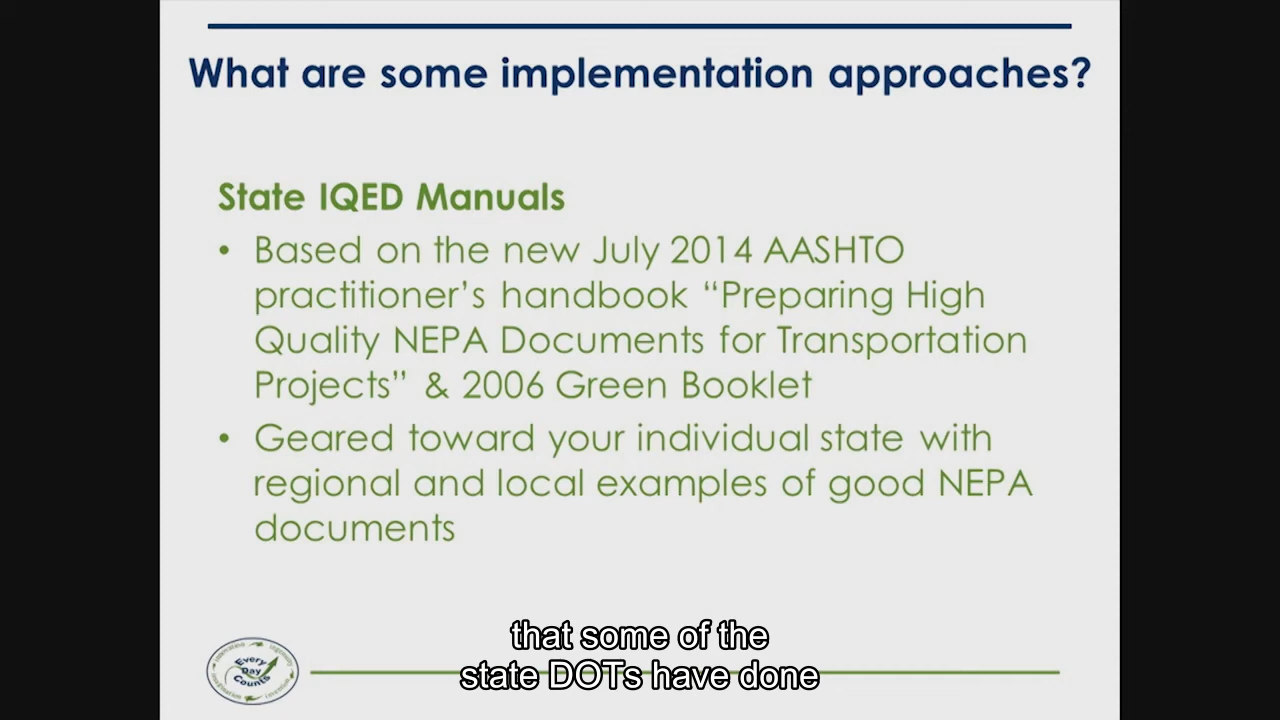 What are some implementation approaches?
State IQED Manuals
• Based on the new July 2014 AASHTO
practitioner's handbook “Preparing High
Quality NEPA Documents for Transportation
Projects” & 2006 Green Booklet
• Geared toward your individual state with
regional and local examples of good NEPA
documents
Every
Day
Counts
that some of the
state DOTs have done